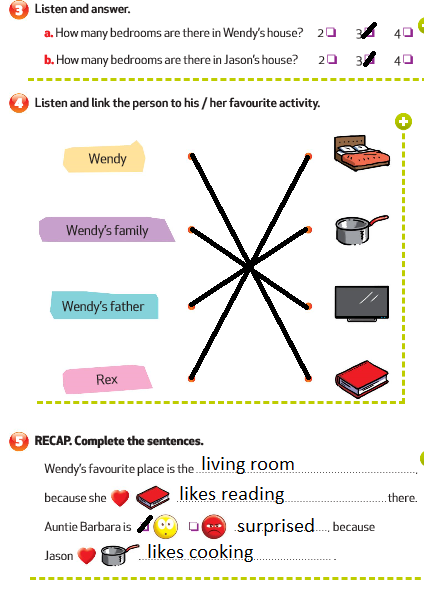 3 Listen and answer.
a. How many bedrooms are there in Wendy's house? 2 3 4
b. How many bedrooms are there in Jason's house? 2 3 4
4 Listen and link the person to his / her favourite activity.
Wendy
Wendy's family
Wendy's father
Rex
5 RECAP. Complete the sentences.
Wendy's favourite place is the living room .
because she likes reading there.
Auntie Barbara is surprised , because
Jason likes cooking .